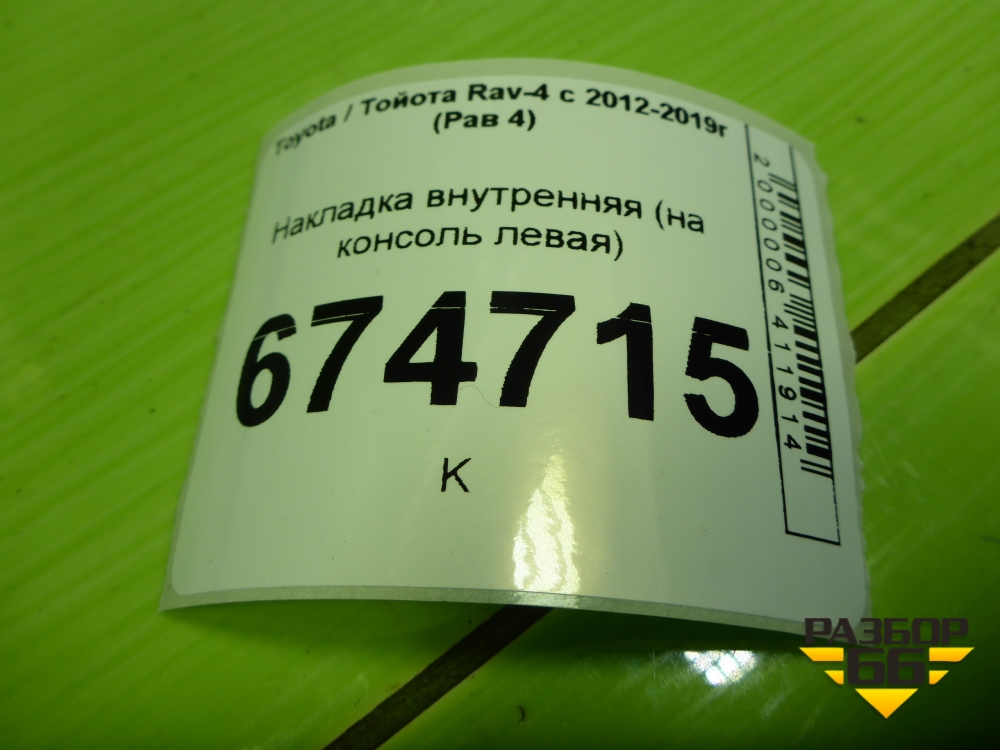 Toyota / Тойота Rav-4 с 2012-2019г
(Рав 4)
Накладка внутренняя (на
консоль левая)
674715
К
2000006411914
РАЗБОР
66